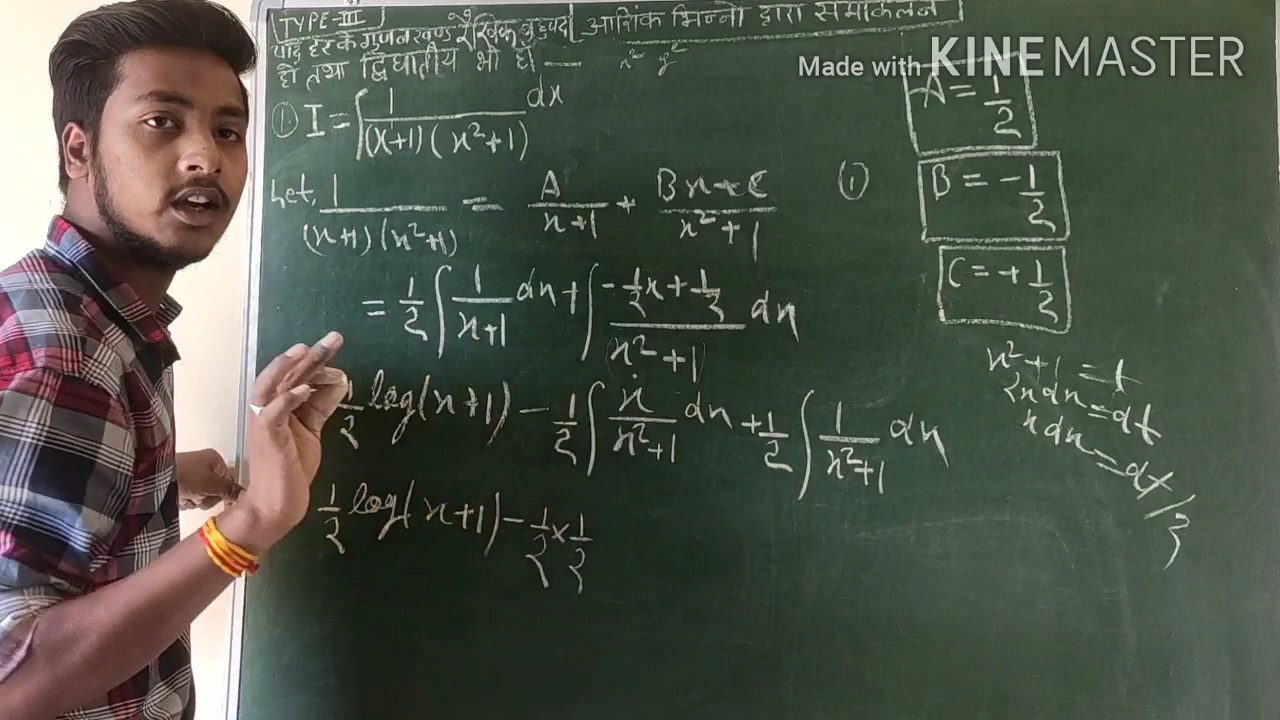 TYPE-III
आंशिक भिन्नो द्वारा समाकलन
यदि हर के गुणनखण्ड रैखिक बहुपद
हो तथा द्विघातीय भी हो —
x² y²
Made with KINEMASTER
① I = ∫ 1/((x+1)(x²+1)) dx
Let, 1/((x+1)(x²+1)) = A/(x+1) + (Bx+C)/(x²+1) ①
A = 1/2
B = -1/2
C = +1/2
= 1/2 ∫ 1/(x+1) dx + ∫ (-1/2 x + 1/2)/(x²+1) dx
1/2 log(x+1) - 1/2 ∫ x/(x²+1) dx + 1/2 ∫ 1/(x²+1) dx
1/2 log(x+1) - 1/2 × 1/2
x²+1 = t
2x dx = dt
x dx = dt/2